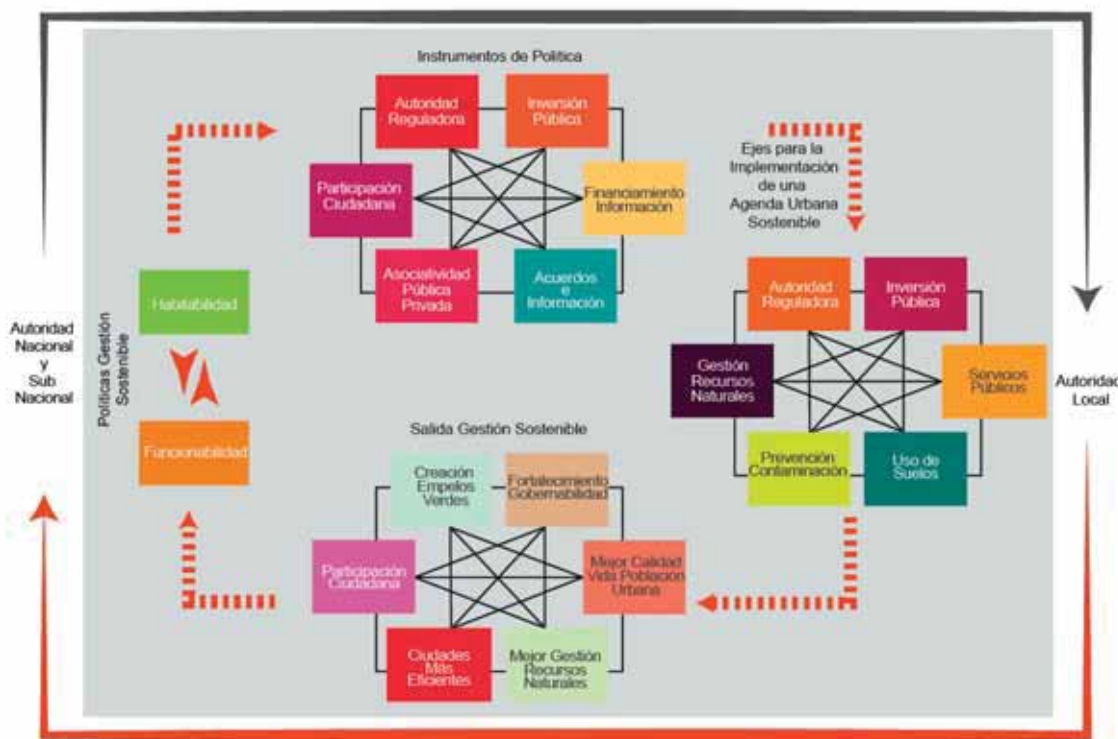 Instrumentos de Política
Autoridad
Reguladora
Inversión
Pública
Participación
Ciudadana
Financiamiento
Información
Asociatividad
Pública
Privada
Acuerdos
e
Información
Ejes para la
Implementación
de una
Agenda Urbana
Sostenible
Autoridad
Reguladora
Inversión
Pública
Gestión
Recursos
Naturales
Servicios
Públicos
Prevención
Contaminación
Uso de
Suelos
Autoridad
Local
Salida Gestión Sostenible
Creación
Empelos
Verdes
Fortalecimiento
Gobernabilidad
Participación
Ciudadana
Mejor Calidad
Vida Población
Urbana
Ciudades
Más
Eficientes
Mejor Gestión
Recursos
Naturales
Habitabilidad
Funcionabilidad
Políticas Gestión
Sostenible
Autoridad
Nacional
y
Sub
Nacional